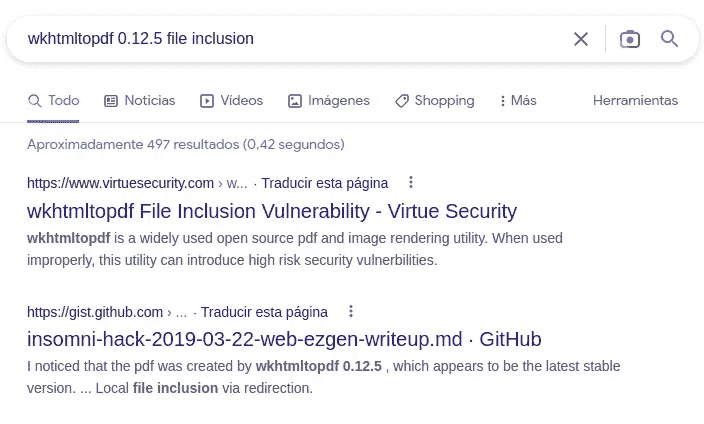 wkhtmltopdf 0.12.5 file inclusion
Todo Noticias Vídeos Imágenes Shopping Más Herramientas
Aproximadamente 497 resultados (0,42 segundos)
https://www.virtuesecurity.com › w... · Traducir esta página
wkhtmltopdf File Inclusion Vulnerability - Virtue Security
wkhtmltopdf is a widely used open source pdf and image rendering utility. When used
improperly, this utility can introduce high risk security vulnerbilities.
https://gist.github.com › ... · Traducir esta página
insomni-hack-2019-03-22-web-ezgen-writeup.md · GitHub
I noticed that the pdf was created by wkhtmltopdf 0.12.5 , which appears to be the latest stable
version. ... Local file inclusion via redirection.